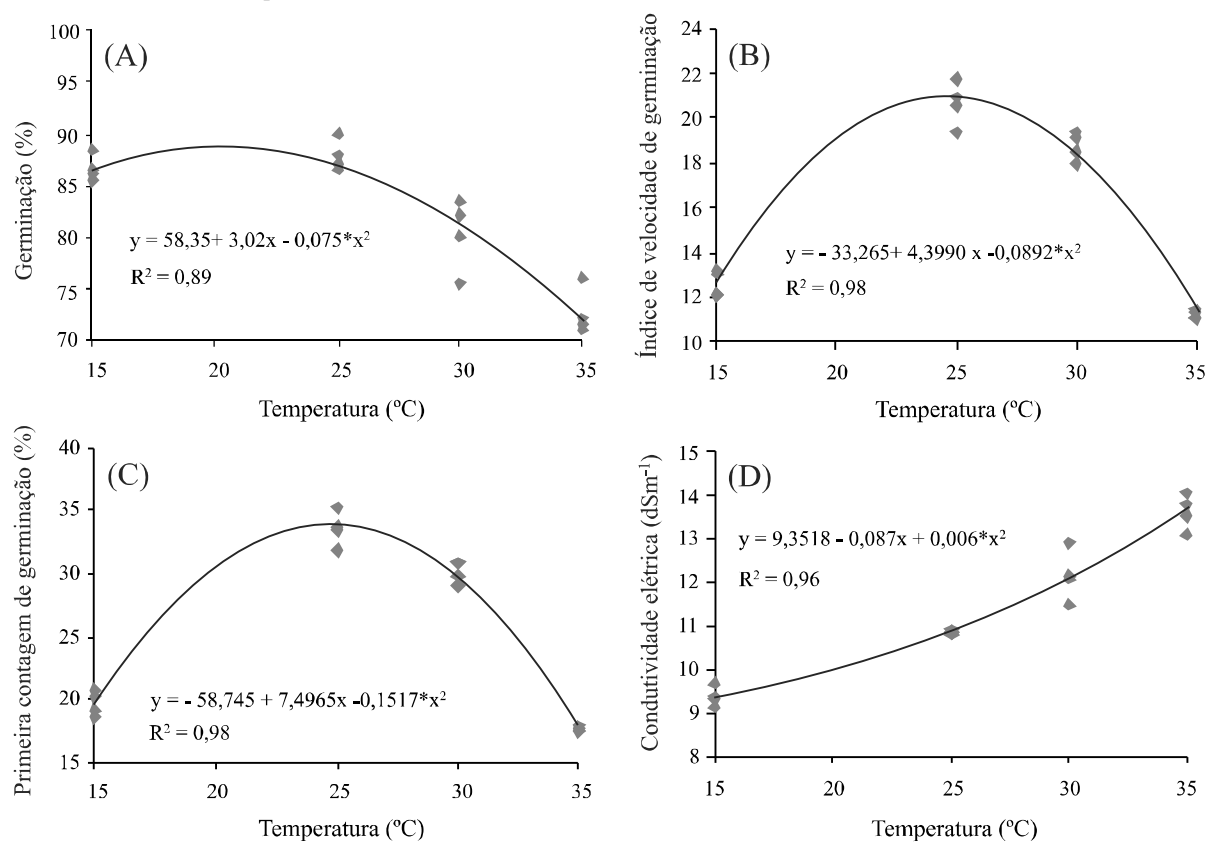 (A)
Germinação (%)
100
95
90
85
80
75
70
y = 58,35+ 3,02x - 0,075*x²
R² = 0,89
15 20 25 30 35
Temperatura (ºC)
(B)
Índice de velocidade de germinação
24
22
20
18
16
14
12
10
y = - 33,265+ 4,3990 x -0,0892*x²
R² = 0,98
15 20 25 30 35
Temperatura (ºC)
(C)
Primeira contagem de germinação (%)
40
35
30
25
20
15
y = - 58,745 + 7,4965x -0,1517*x²
R² = 0,98
15 20 25 30 35
Temperatura (ºC)
(D)
Condutividade elétrica (dSm⁻¹)
15
14
13
12
11
10
9
8
y = 9,3518 - 0,087x + 0,006*x²
R² = 0,96
15 20 25 30 35
Temperatura (ºC)